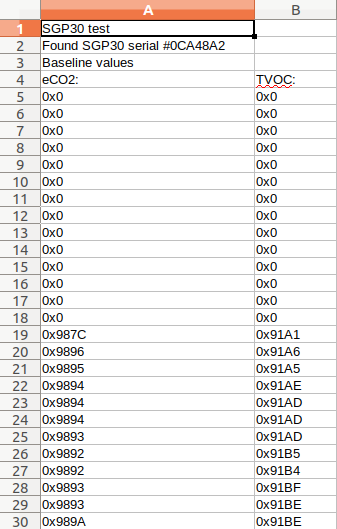 A B
1 SGP30 test
2 Found SGP30 serial #0CA48A2
3 Baseline values
4 eCO2: TVOC:
5 0x0 0x0
6 0x0 0x0
7 0x0 0x0
8 0x0 0x0
9 0x0 0x0
10 0x0 0x0
11 0x0 0x0
12 0x0 0x0
13 0x0 0x0
14 0x0 0x0
15 0x0 0x0
16 0x0 0x0
17 0x0 0x0
18 0x0 0x0
19 0x987C 0x91A1
20 0x9896 0x91A6
21 0x9895 0x91A5
22 0x9894 0x91AE
23 0x9894 0x91AD
24 0x9894 0x91AD
25 0x9893 0x91AD
26 0x9892 0x91B5
27 0x9892 0x91B4
28 0x9893 0x91BF
29 0x9893 0x91BE
30 0x989A 0x91BE